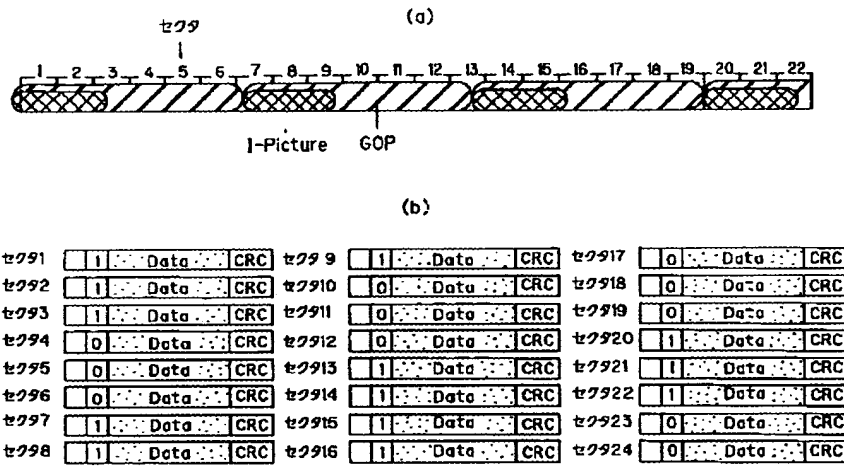 (a)
セクタ
1 2 3 4 5 6 7 8 9 10 11 12 13 14 15 16 17 18 19 20 21 22
I-Picture GOP
(b)
セクタ1 1 Data CRC セクタ9 1 Data CRC セクタ17 0 Data CRC
セクタ2 1 Data CRC セクタ10 0 Data CRC セクタ18 0 Data CRC
セクタ3 1 Data CRC セクタ11 0 Data CRC セクタ19 0 Data CRC
セクタ4 0 Data CRC セクタ12 0 Data CRC セクタ20 1 Data CRC
セクタ5 0 Data CRC セクタ13 1 Data CRC セクタ21 1 Data CRC
セクタ6 0 Data CRC セクタ14 1 Data CRC セクタ22 1 Data CRC
セクタ7 1 Data CRC セクタ15 1 Data CRC セクタ23 0 Data CRC
セクタ8 1 Data CRC セクタ16 1 Data CRC セクタ24 0 Data CRC